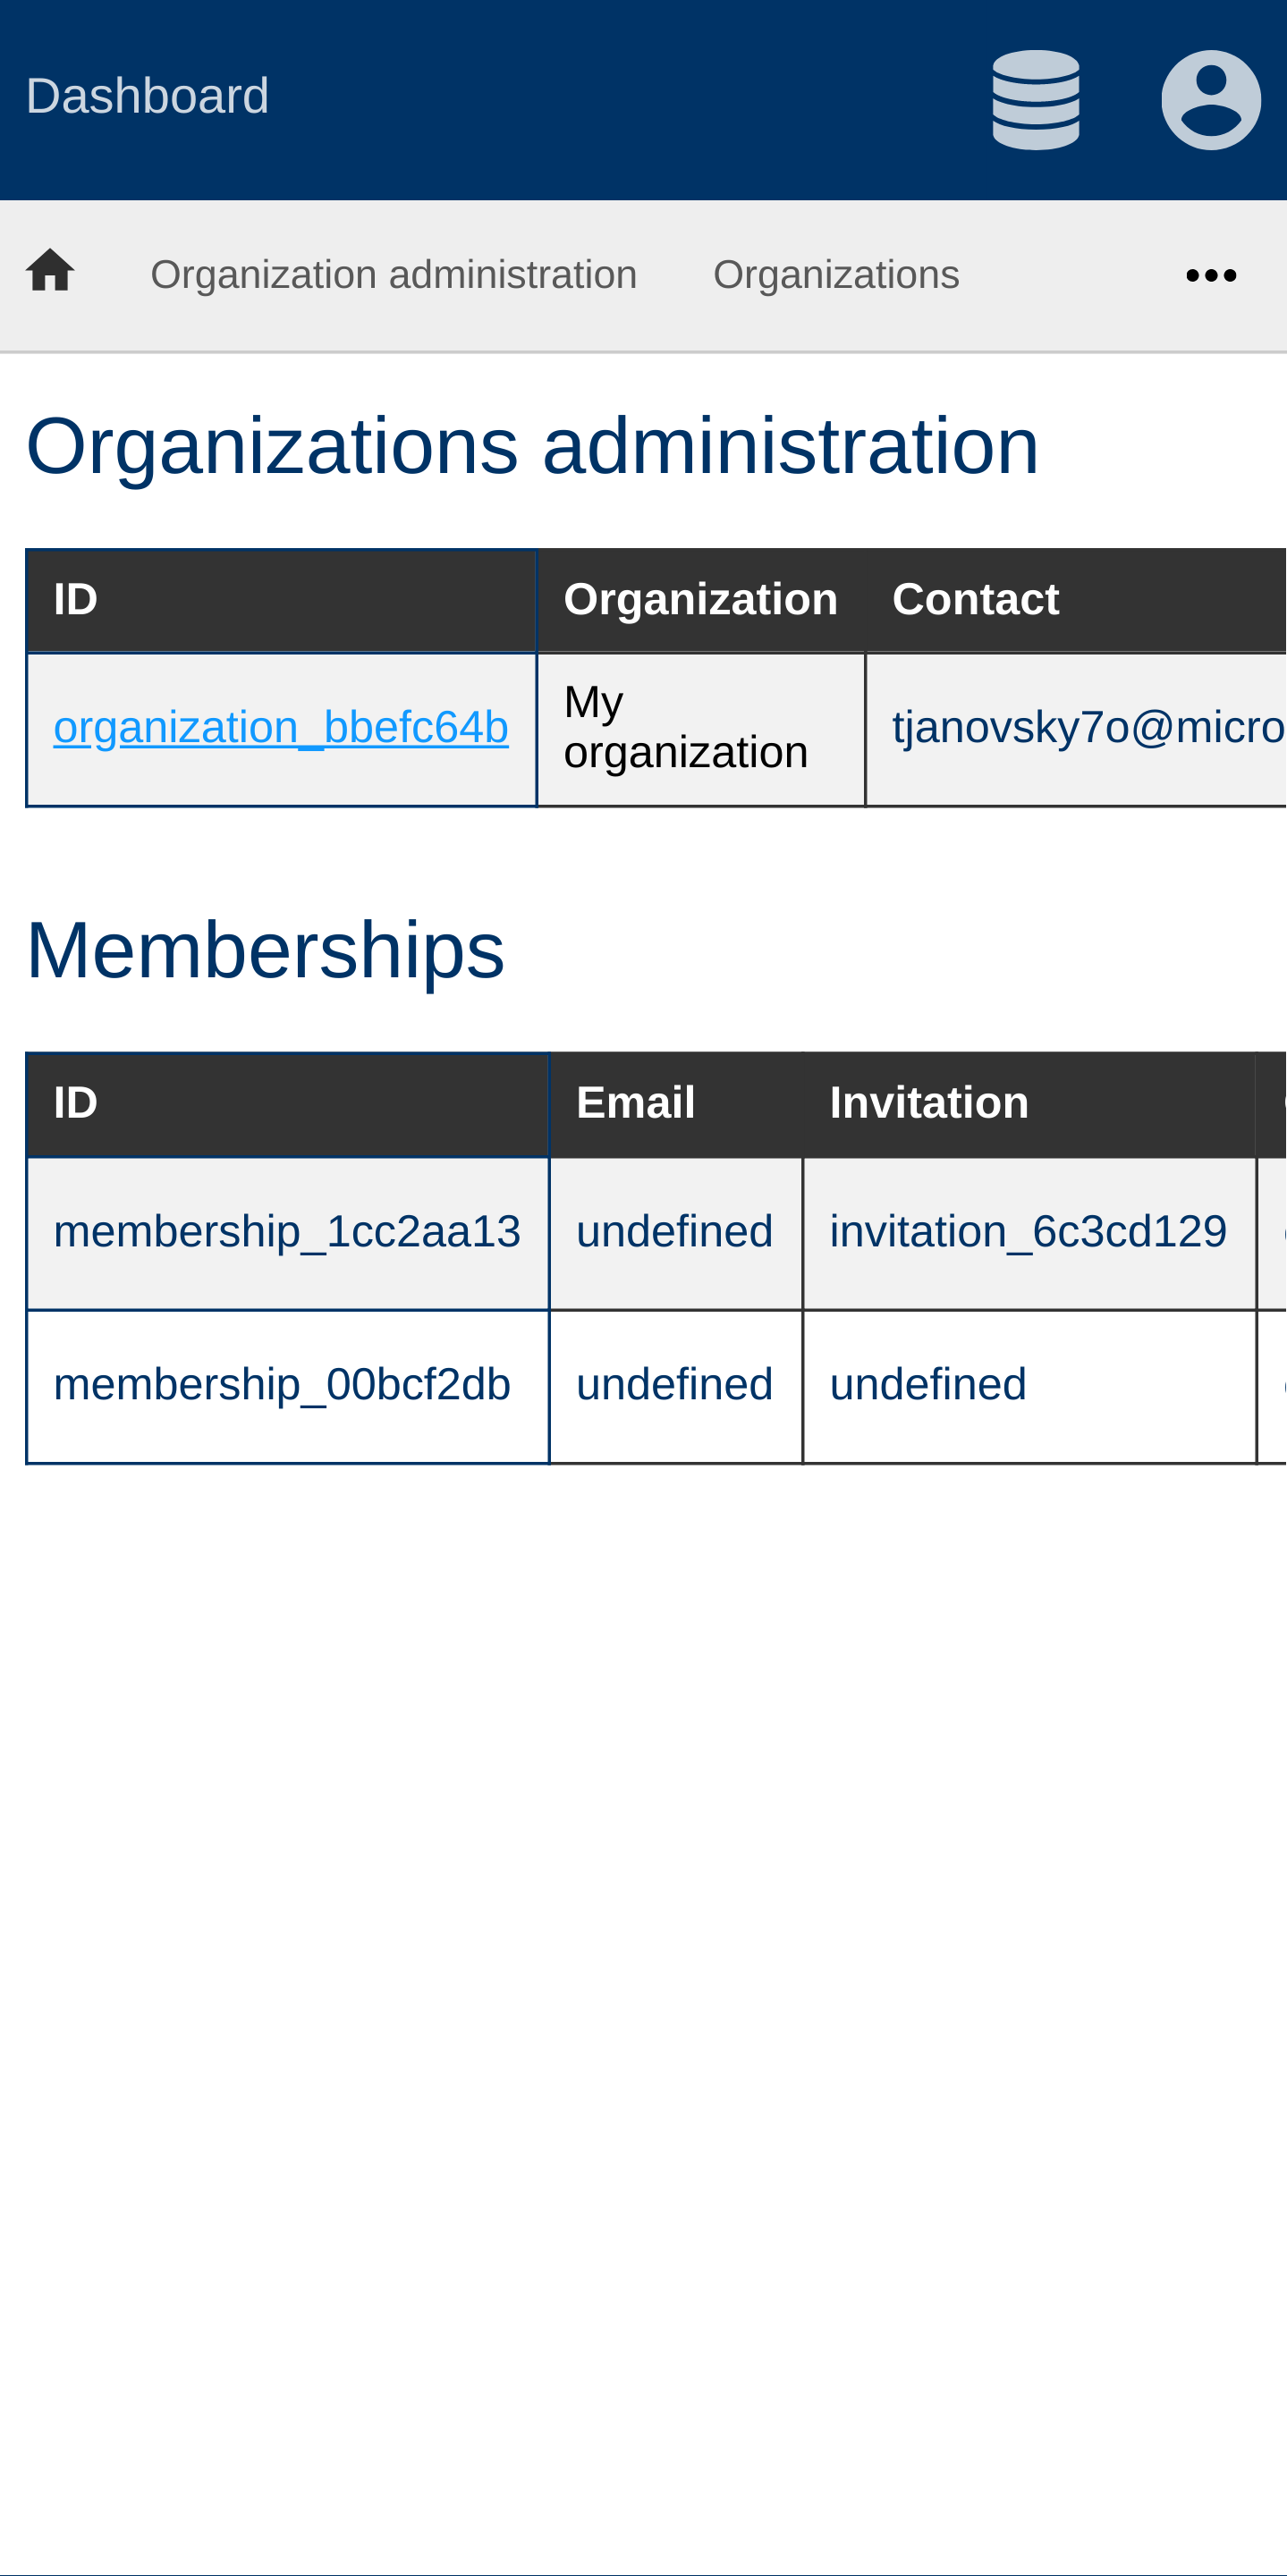 Dashboard
Organization administration Organizations
Organizations administration
ID Organization Contact
organization_bbefc64b My organization tjanovsky7o@micro
Memberships
ID Email Invitation
membership_1cc2aa13 undefined invitation_6c3cd129
membership_00bcf2db undefined undefined